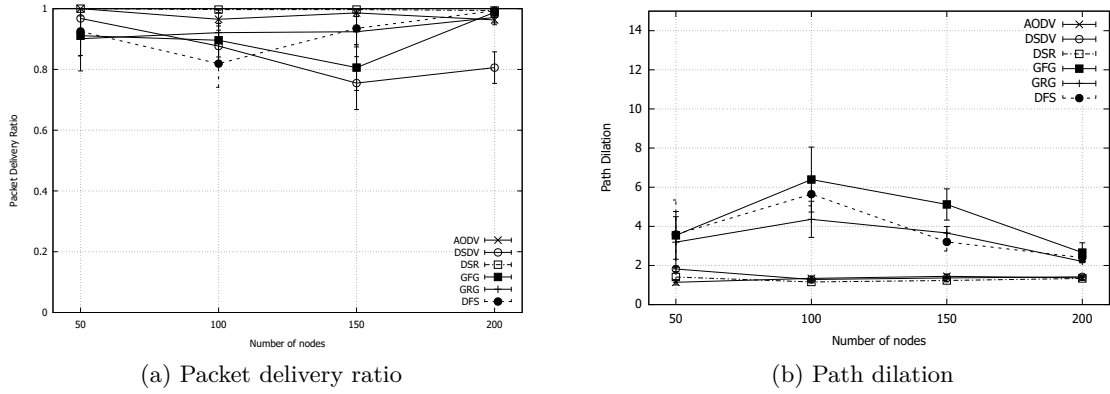 1
0.8
0.6
0.4
0.2
0
Packet Delivery Ratio
50 100 150 200
Number of nodes
AODV
DSDV
DSR
GFG
GRG
DFS
(a) Packet delivery ratio
14
12
10
8
6
4
2
0
Path Dilation
50 100 150 200
Number of nodes
AODV
DSDV
DSR
GFG
GRG
DFS
(b) Path dilation